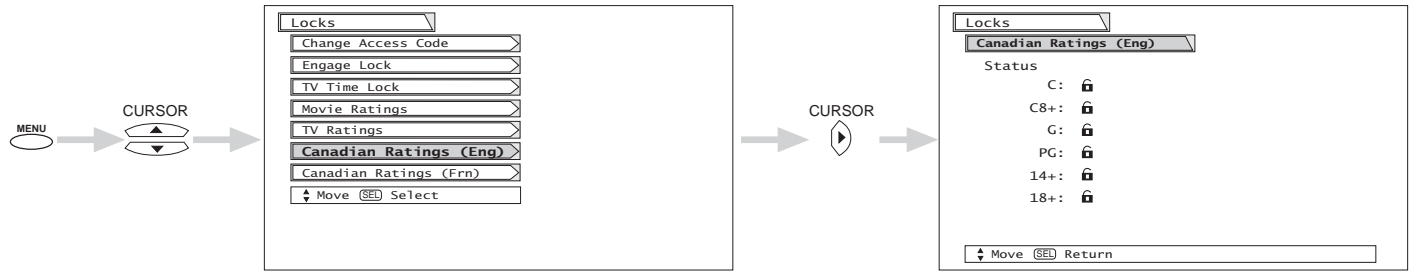 MENU
CURSOR
Locks
Change Access Code
Engage Lock
TV Time Lock
Movie Ratings
TV Ratings
Canadian Ratings (Eng)
Canadian Ratings (Frn)
Move SEL Select
CURSOR
Locks
Canadian Ratings (Eng)
Status
C:
C8+:
G:
PG:
14+:
18+:
Move SEL Return